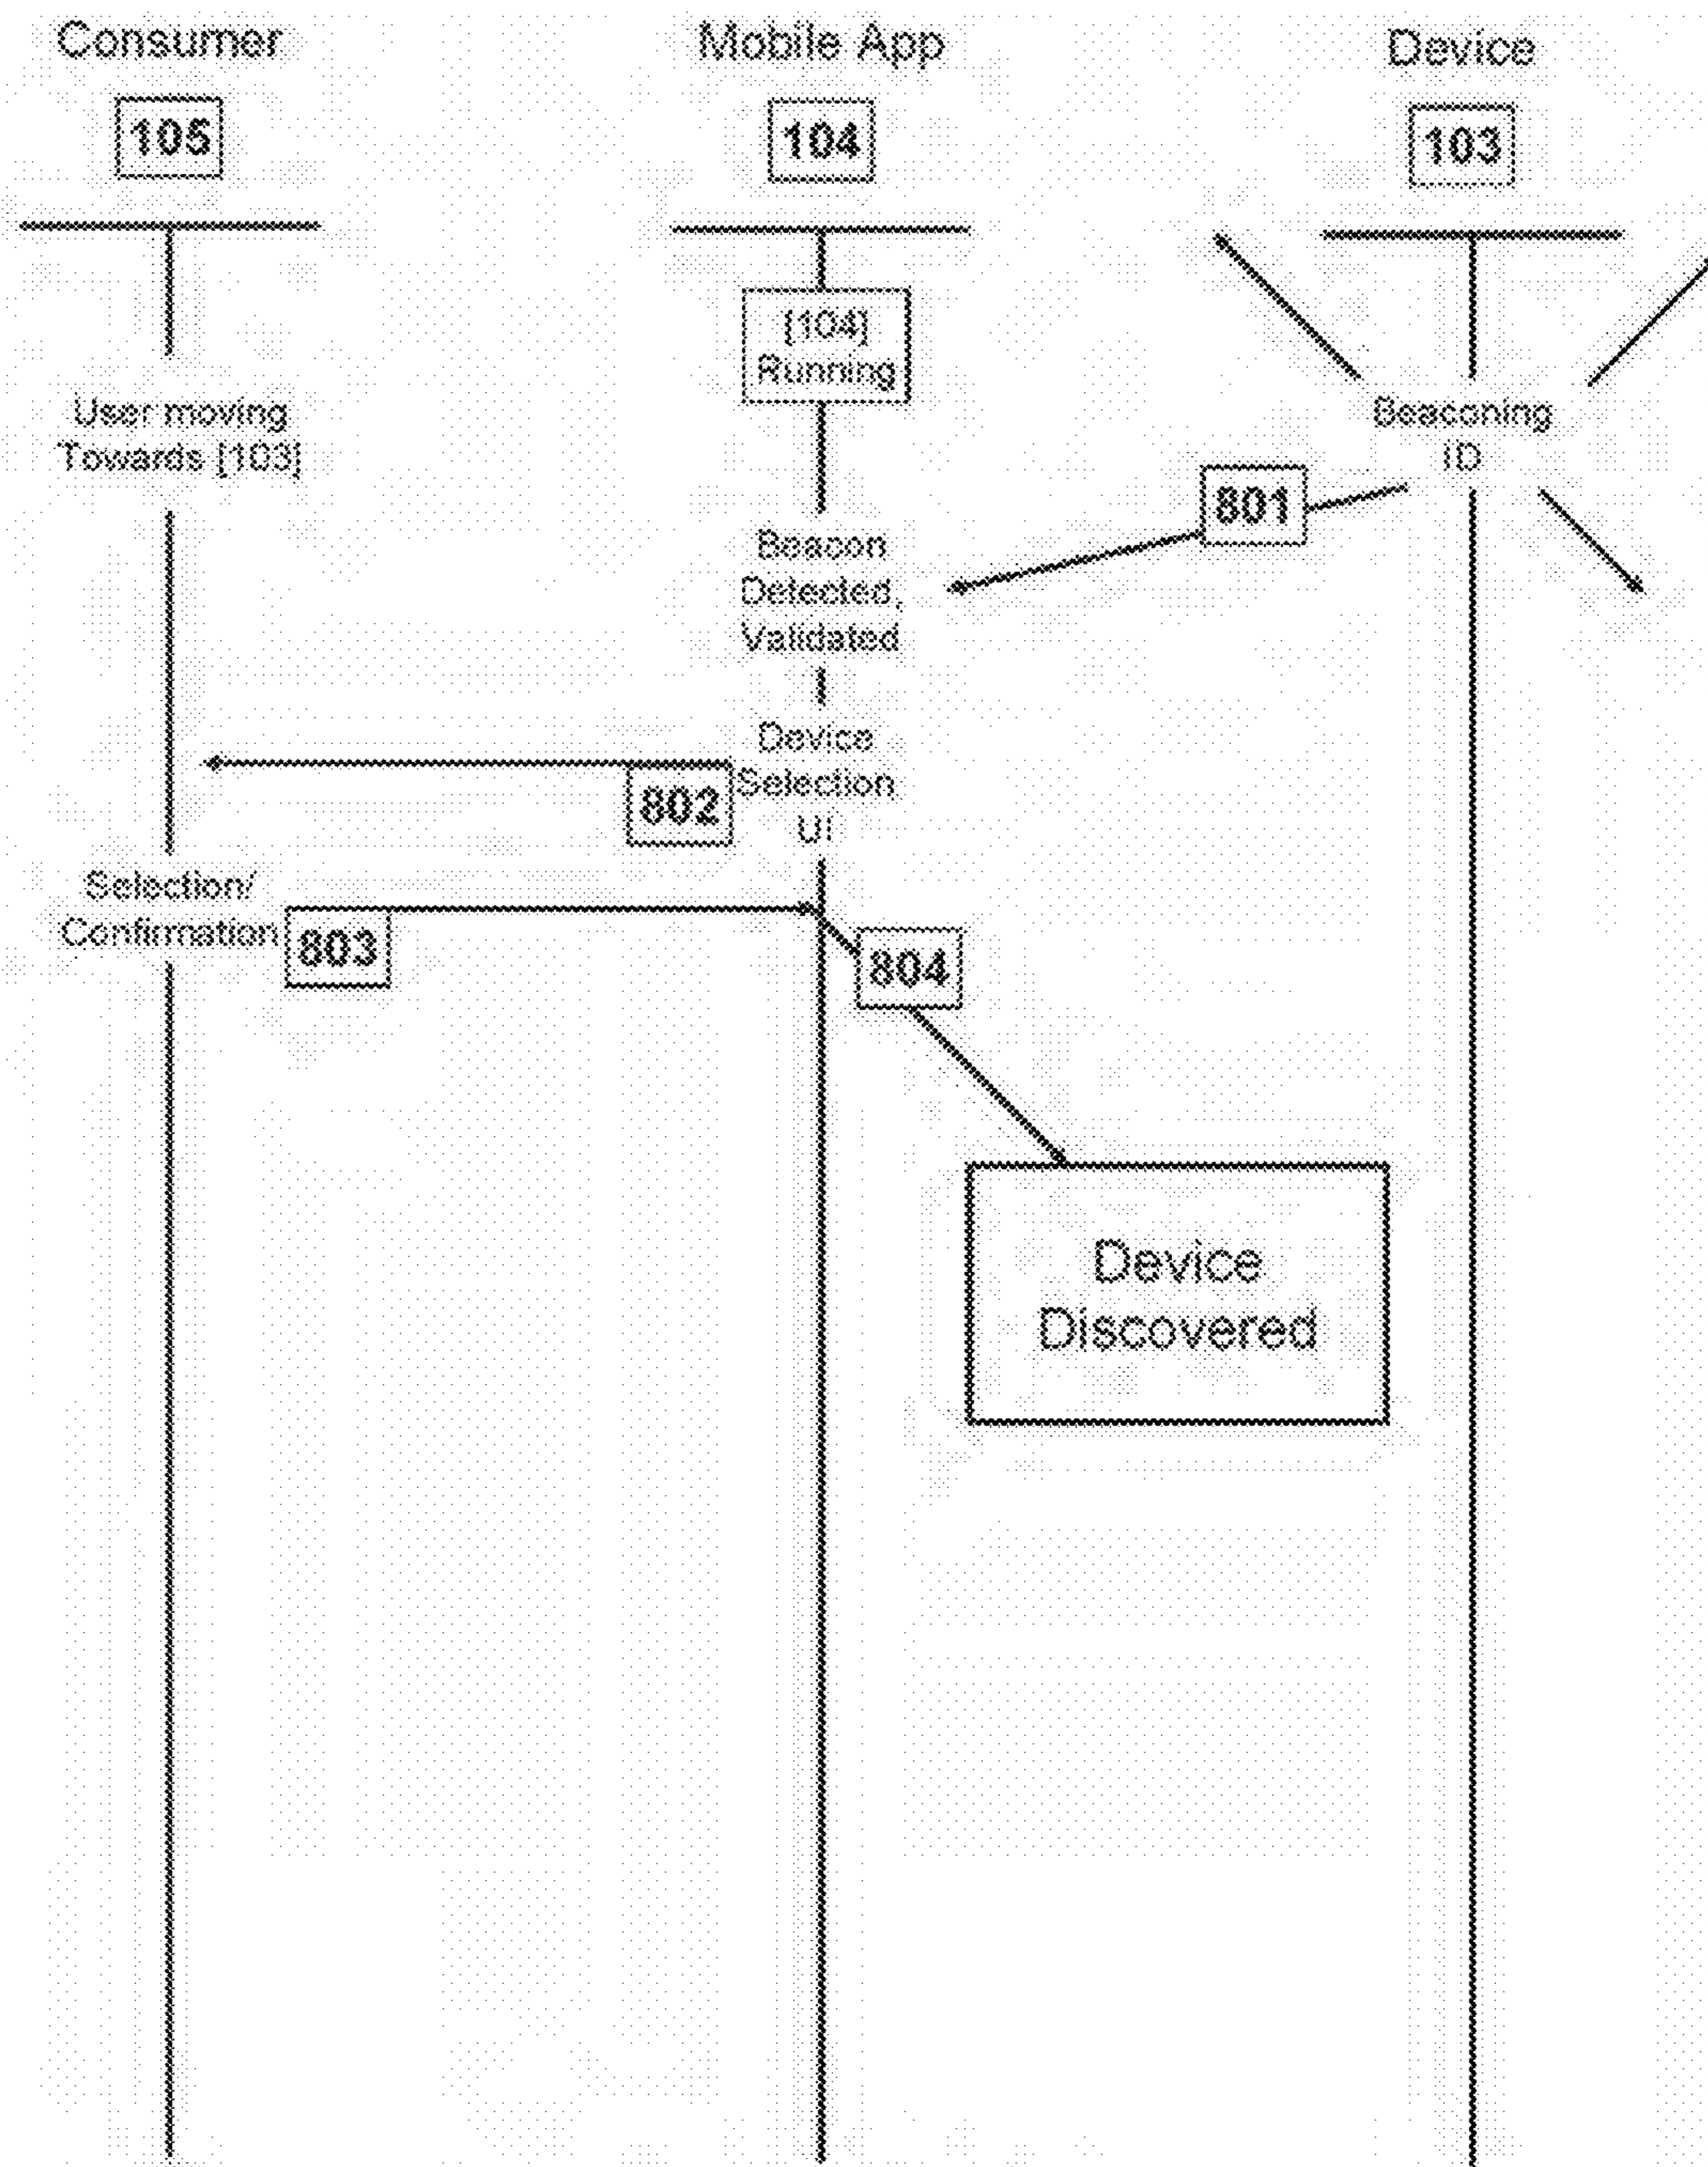 Consumer
Mobile App
Device
105
104
103
[104]
Running
User moving
Towards [103]
Beaconing
ID
801
Beacon
Detected,
Validated
Device
Selection
UI
802
Selection/
Confirmation
803
804
Device
Discovered